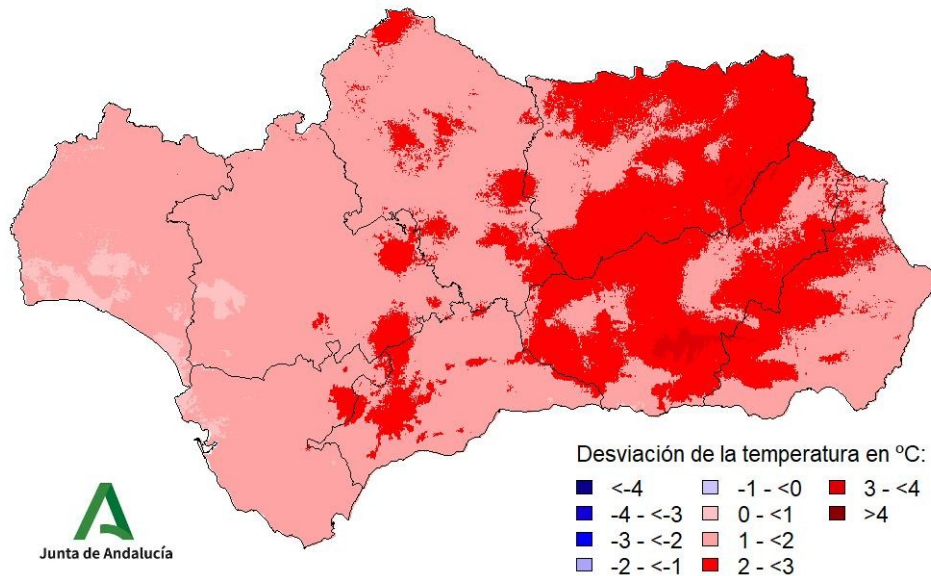 Desviación de la temperatura en ºC:
<-4 -1 - <0 3 - <4
-4 - <-3 0 - <1 >4
-3 - <-2 1 - <2
-2 - <-1 2 - <3
Junta de Andalucía